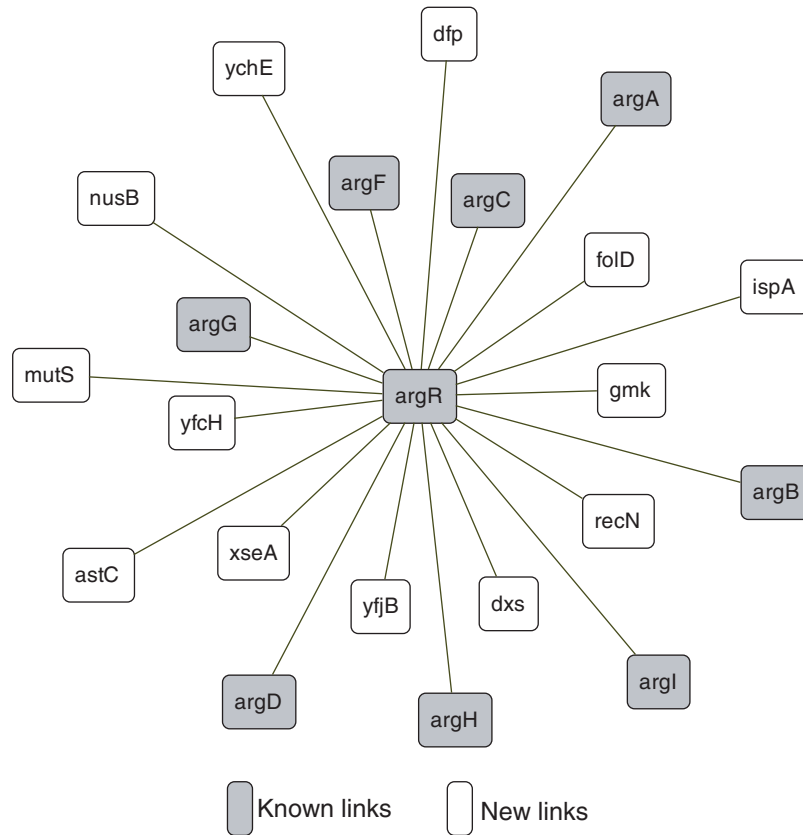 dfp
ychE
argA
argF
argC
nusB
folD
ispA
argG
mutS
argR
gmk
yfcH
argB
recN
xseA
astC
yfjB
dxs
argI
argD
argH
Known links
New links